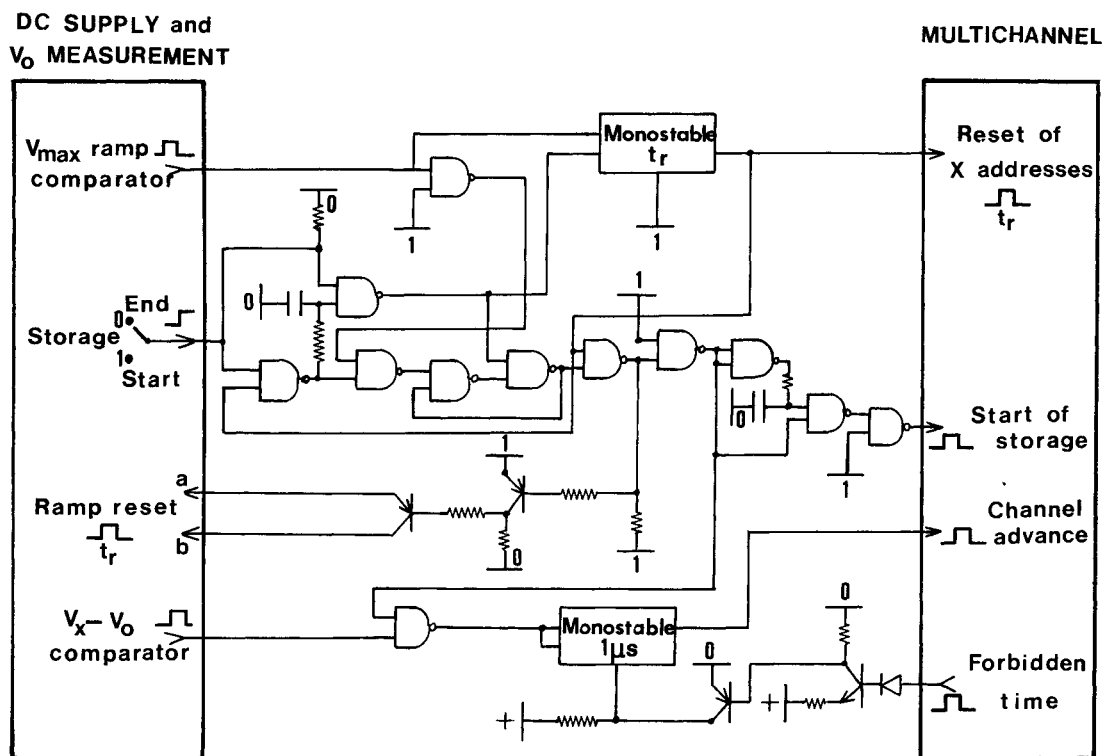 DC SUPPLY and
Vo MEASUREMENT
MULTICHANNEL
Vmax ramp
comparator
Monostable
tr
Reset of
X addresses
tr
0
1
1
0
End
0
Storage
1
Start
1
0
Start of
storage
1
1
a
Ramp reset
tr
b
0
1
Channel
advance
Vx – Vo
comparator
Monostable
1µs
0
0
Forbidden
time
+
+